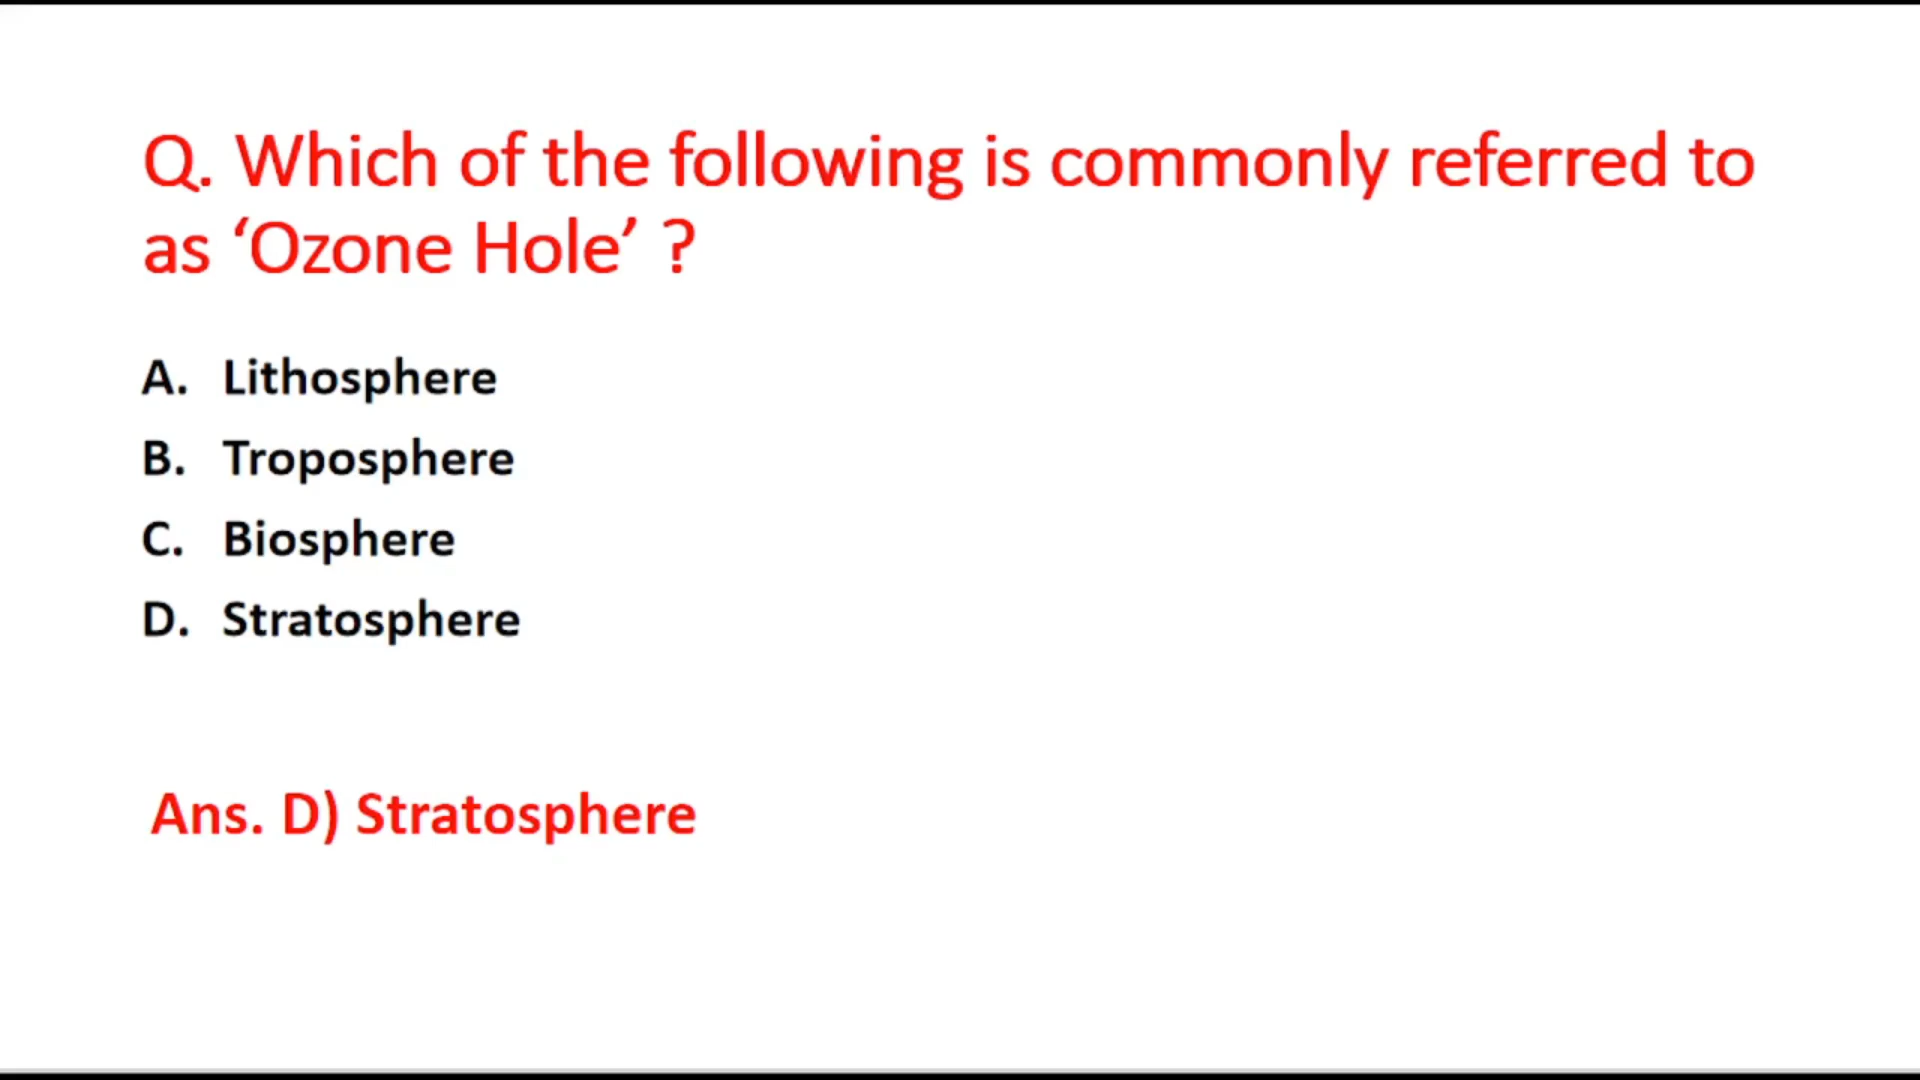 Q. Which of the following is commonly referred to
as ‘Ozone Hole’ ?
A. Lithosphere
B. Troposphere
C. Biosphere
D. Stratosphere
Ans. D) Stratosphere